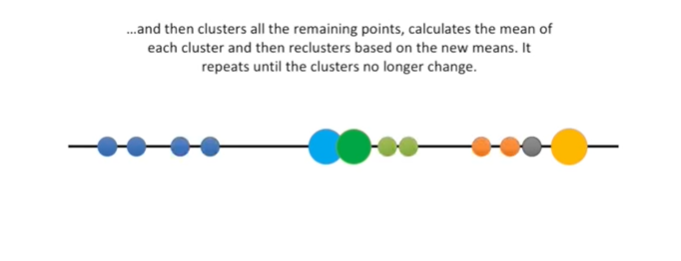 ...and then clusters all the remaining points, calculates the mean of
each cluster and then reclusters based on the new means. It
repeats until the clusters no longer change.